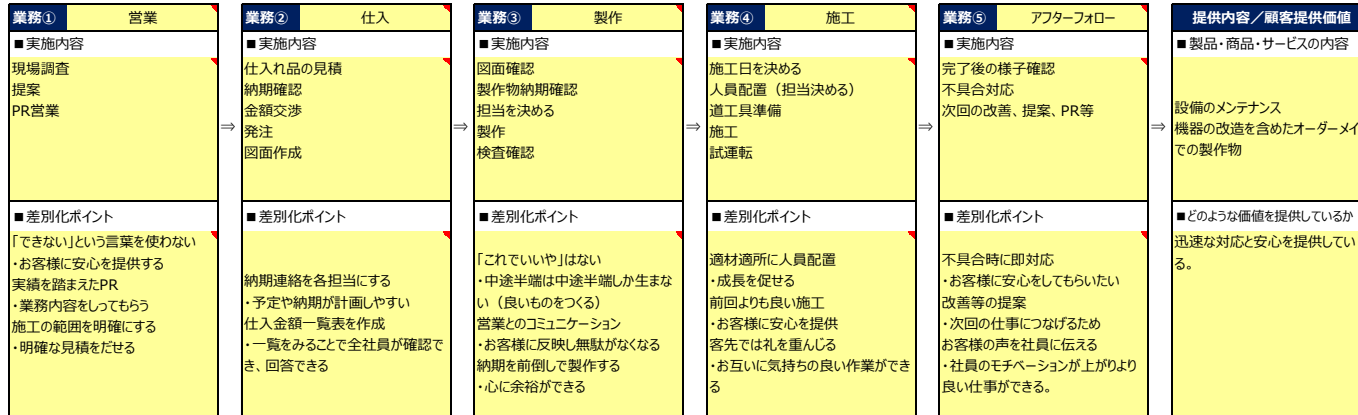 業務① 営業
■実施内容
現場調査
提案
PR営業
■差別化ポイント
「できない」という言葉を使わない
・お客様に安心を提供する
実績を踏まえたPR
・業務内容をしってもらう
施工の範囲を明確にする
・明確な見積をだせる
⇒
業務② 仕入
■実施内容
仕入れ品の見積
納期確認
金額交渉
発注
図面作成
■差別化ポイント
納期連絡を各担当にする
・予定や納期が計画しやすい
仕入金額一覧表を作成
・一覧をみることで全社員が確認で
き、回答できる
⇒
業務③ 製作
■実施内容
図面確認
製作物納期確認
担当を決める
製作
検査確認
■差別化ポイント
「これでいいや」はない
・中途半端は中途半端しか生まな
い（良いものをつくる）
営業とのコミュニケーション
・お客様に反映し無駄がなくなる
納期を前倒しで製作する
・心に余裕ができる
⇒
業務④ 施工
■実施内容
施工日を決める
人員配置（担当決める）
道工具準備
施工
試運転
■差別化ポイント
適材適所に人員配置
・成長を促せる
前回よりも良い施工
・お客様に安心を提供
客先では礼を重んじる
・お互いに気持ちの良い作業ができ
る
⇒
業務⑤ アフターフォロー
■実施内容
完了後の様子確認
不具合対応
次回の改善、提案、PR等
■差別化ポイント
不具合時に即対応
・お客様に安心をしてもらいたい
改善等の提案
・次回の仕事につなげるため
お客様の声を社員に伝える
・社員のモチベーションが上がりより
良い仕事ができる。
⇒
提供内容／顧客提供価値
■製品・商品・サービスの内容
設備のメンテナンス
機器の改造を含めたオーダーメイ
での製作物
■どのような価値を提供しているか
迅速な対応と安心を提供してい
る。